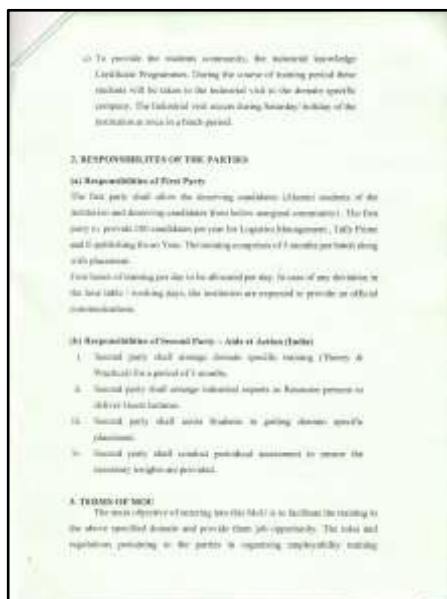 c) To provide the students community, the industrial knowledge
Certificate Programmes. During the course of training period these
students will be taken to the industrial visit to the domain specific
company. The Industrial visit occurs during Saturday/ holiday of the
institution at once in a batch period.
2. RESPONSIBILITES OF THE PARTIES
(a) Responsibilities of First Party
The first party shall allow the deserving candidates (Alumni students of the
institution and deserving candidates from below marginal community). The first
party to provide 200 candidates per year for Logistics Management, Tally Prime
and E-publishing for an Year. The training comprises of 3 months per batch along
with placement.
Four hours of training per day to be allocated per day. In case of any deviation in
the time table / working days, the institution are expected to provide an official
communications.
(b) Responsibilities of Second Party – Aide et Action (India)
i. Second party shall arrange domain specific training (Theory &
Practical) for a period of 3 months.
ii. Second party shall arrange industrial experts as Resource persons to
deliver Guest lectures.
iii. Second party shall assist Students in getting domain specific
placement.
iv. Second party shall conduct periodical assessment to ensure the
necessary insights are provided.
3. TERMS OF MOU
The main objective of entering into this MoU is to facilitate the training to
the above specified domain and provide them job opportunity. The rules and
regulations pertaining to the parties in organising employability training